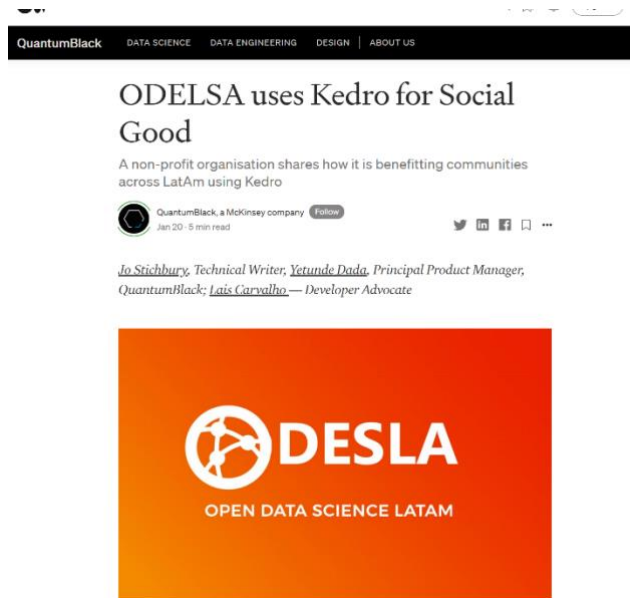 QuantumBlack DATA SCIENCE DATA ENGINEERING DESIGN ABOUT US
ODELSA uses Kedro for Social
Good
A non-profit organisation shares how it is benefitting communities
across LatAm using Kedro
QuantumBlack, a McKinsey company Follow
Jan 20 · 5 min read
Jo Stichbury, Technical Writer, Yetunde Dada, Principal Product Manager,
QuantumBlack; Lais Carvalho — Developer Advocate
ODESLA
OPEN DATA SCIENCE LATAM